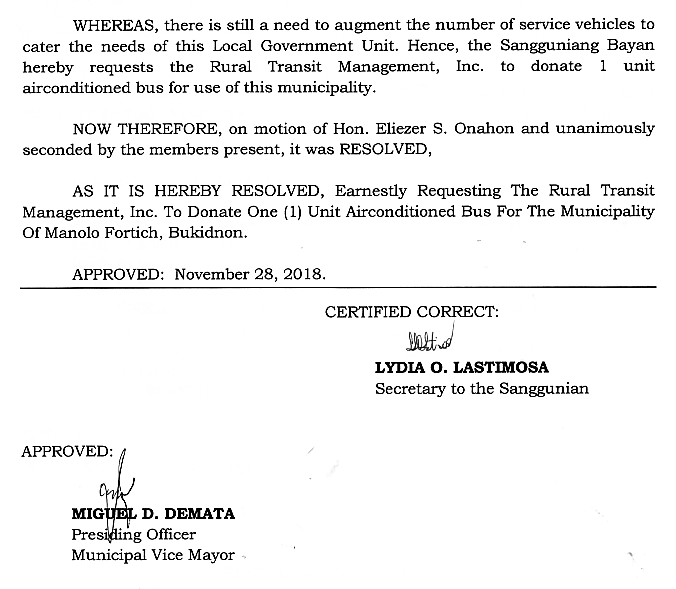 WHEREAS, there is still a need to augment the number of service vehicles to
cater the needs of this Local Government Unit. Hence, the Sangguniang Bayan
hereby requests the Rural Transit Management, Inc. to donate 1 unit
airconditioned bus for use of this municipality.
NOW THEREFORE, on motion of Hon. Eliezer S. Onahon and unanimously
seconded by the members present, it was RESOLVED,
AS IT IS HEREBY RESOLVED, Earnestly Requesting The Rural Transit
Management, Inc. To Donate One (1) Unit Airconditioned Bus For The Municipality
Of Manolo Fortich, Bukidnon.
APPROVED: November 28, 2018.
CERTIFIED CORRECT:
LYDIA O. LASTIMOSA
Secretary to the Sanggunian
APPROVED:
MIGUEL D. DEMATA
Presiding Officer
Municipal Vice Mayor